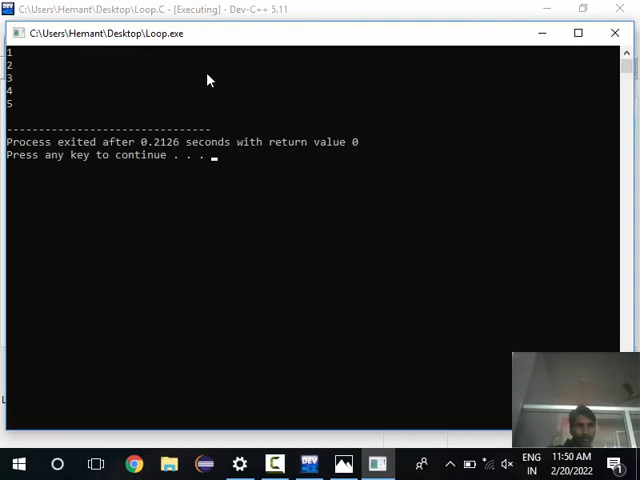 C:\Users\Hemant\Desktop\Loop.C - [Executing] - Dev-C++ 5.11
C:\Users\Hemant\Desktop\Loop.exe
1
2
3
4
5
--------------------------------
Process exited after 0.2126 seconds with return value 0
Press any key to continue . . .
DEV
ENG
IN
11:50 AM
2/20/2022
1